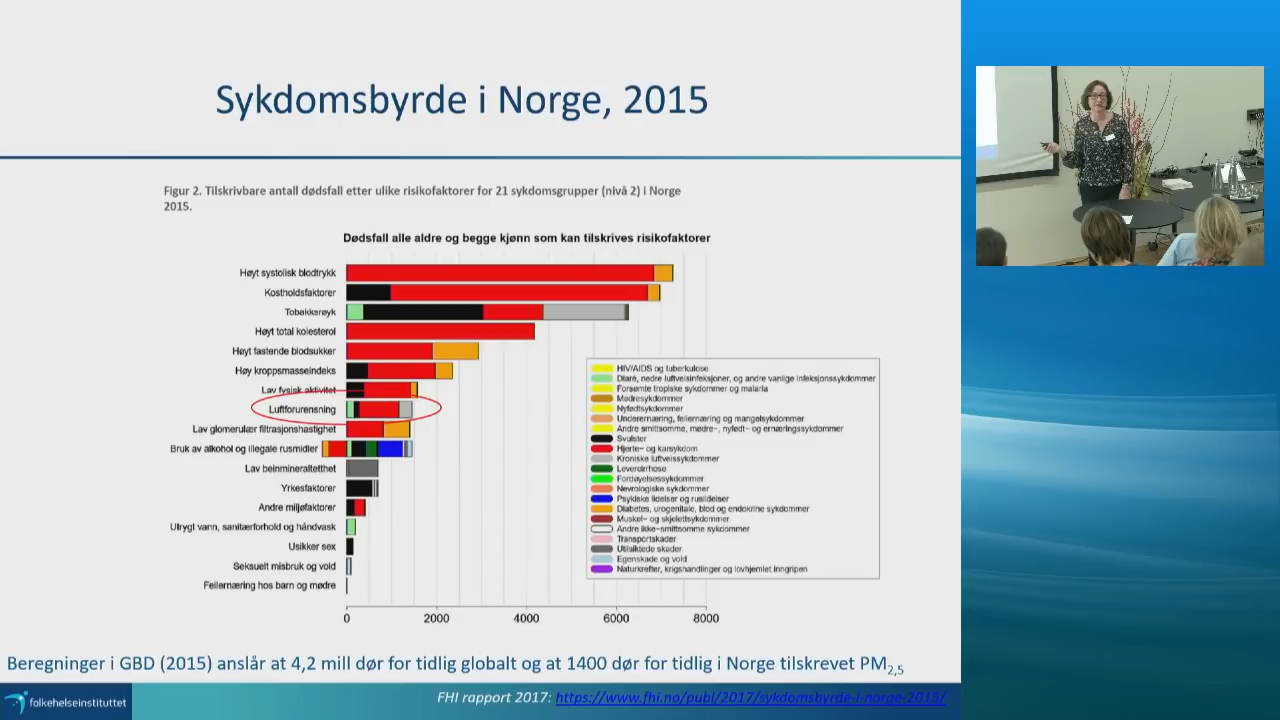 Sykdomsbyrde i Norge, 2015
Figur 2. Tilskrivbare antall dødsfall etter ulike risikofaktorer for 21 sykdomsgrupper (nivå 2) i Norge
2015.
Dødsfall alle aldre og begge kjønn som kan tilskrives risikofaktorer
Høyt systolisk blodtrykk
Kostholdsfaktorer
Tobakksrøyk
Høyt total kolesterol
Høyt fastende blodsukker
Høy kroppsmasseindeks
Lav fysisk aktivitet
Luftforurensning
Lav glomerulær filtrasjonshastighet
Bruk av alkohol og illegale rusmidler
Lav beinmineraltetthet
Yrkesfaktorer
Andre miljøfaktorer
Utrygt vann, sanitærforhold og håndvask
Usikker sex
Seksuelt misbruk og vold
Feilernæring hos barn og mødre
0 2000 4000 6000 8000
HIV/AIDS og tuberkulose
Diaré, nedre luftveisinfeksjoner, og andre vanlige infeksjonssykdommer
Forsømte tropiske sykdommer og malaria
Mødresykdommer
Nyfødtsykdommer
Underernæring, feilernæring og mangelsykdommer
Andre smittsomme, mødre-, nyfødt- og ernæringssykdommer
Svulster
Hjerte- og karsykdom
Kroniske luftveissykdommer
Levercirrhose
Fordøyelsessykdommer
Nevrologiske sykdommer
Psykiske lidelser og ruslidelser
Diabetes, urogenitale, blod og endokrine sykdommer
Muskel- og skjelettsykdommer
Andre ikke-smittsomme sykdommer
Transportskader
Utilsiktede skader
Egenskade og vold
Naturkrefter, krigshandlinger og lovhjemlet inngripen
Beregninger i GBD (2015) anslår at 4,2 mill dør for tidlig globalt og at 1400 dør for tidlig i Norge tilskrevet PM2,5
folkehelseinstituttet
FHI rapport 2017: https://www.fhi.no/publ/2017/sykdomsbyrde-i-norge-2015/